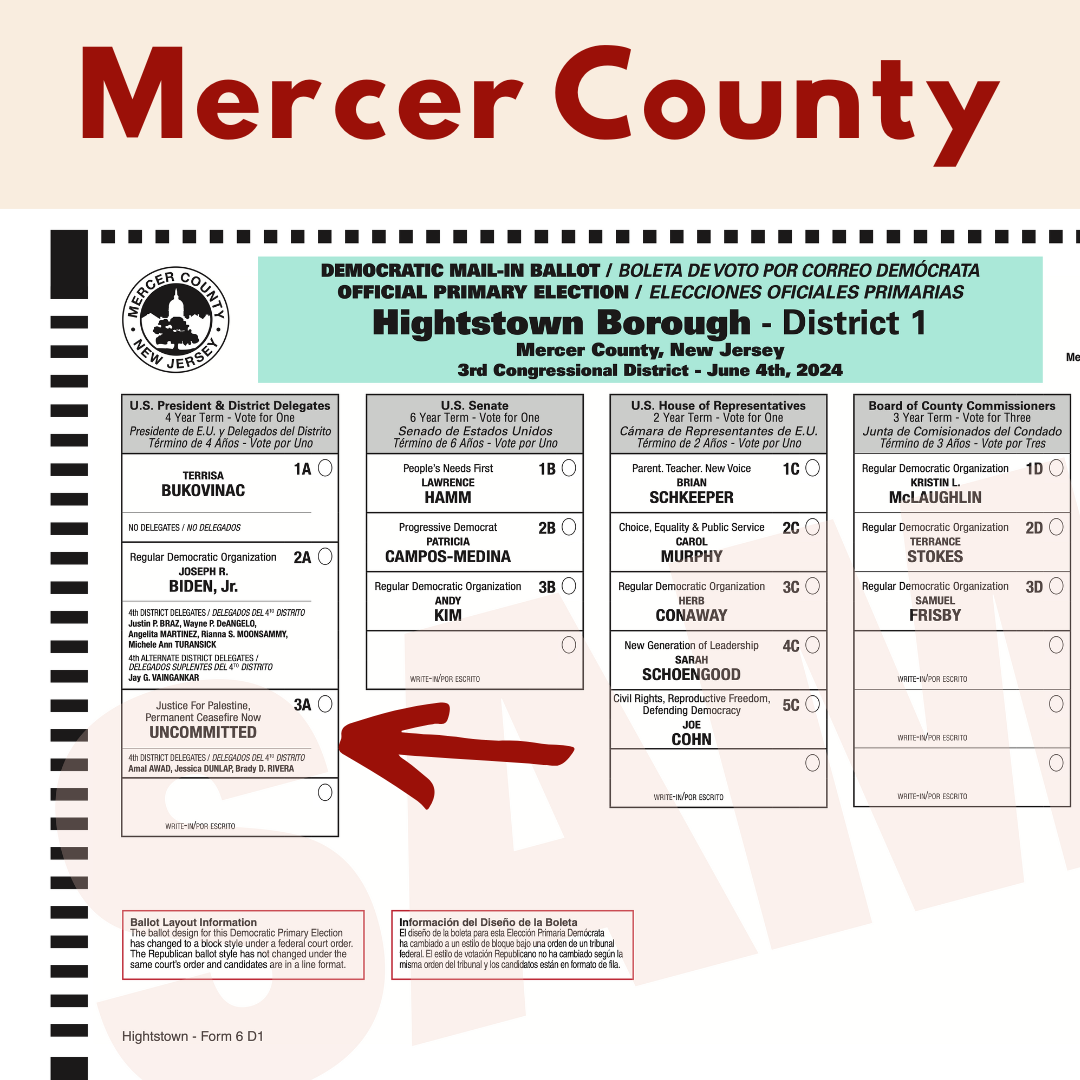 Mercer County
MERCER COUNTY
NEW JERSEY
DEMOCRATIC MAIL-IN BALLOT / BOLETA DE VOTO POR CORREO DEMÓCRATA
OFFICIAL PRIMARY ELECTION / ELECCIONES OFICIALES PRIMARIAS
Hightstown Borough - District 1
Mercer County, New Jersey
3rd Congressional District - June 4th, 2024
Me
U.S. President & District Delegates
4 Year Term - Vote for One
Presidente de E.U. y Delegados del Distrito
Término de 4 Años - Vote por Uno
1A
TERRISA
BUKOVINAC
NO DELEGATES / NO DELEGADOS
Regular Democratic Organization 2A
JOSEPH R.
BIDEN, Jr.
4th DISTRICT DELEGATES / DELEGADOS DEL 4TO DISTRITO
Justin P. BRAZ, Wayne P. DeANGELO,
Angelita MARTINEZ, Rianna S. MOONSAMMY,
Michele Ann TURANSICK
4th ALTERNATE DISTRICT DELEGATES /
DELEGADOS SUPLENTES DEL 4TO DISTRITO
Jay G. VAINGANKAR
Justice For Palestine, 3A
Permanent Ceasefire Now
UNCOMMITTED
4th DISTRICT DELEGATES / DELEGADOS DEL 4TO DISTRITO
Amal AWAD, Jessica DUNLAP, Brady D. RIVERA
WRITE-IN/POR ESCRITO
U.S. Senate
6 Year Term - Vote for One
Senado de Estados Unidos
Término de 6 Años - Vote por Uno
People's Needs First 1B
LAWRENCE
HAMM
Progressive Democrat 2B
PATRICIA
CAMPOS-MEDINA
Regular Democratic Organization 3B
ANDY
KIM
WRITE-IN/POR ESCRITO
U.S. House of Representatives
2 Year Term - Vote for One
Cámara de Representantes de E.U.
Término de 2 Años - Vote por Uno
Parent. Teacher. New Voice 1C
BRIAN
SCHKEEPER
Choice, Equality & Public Service 2C
CAROL
MURPHY
Regular Democratic Organization 3C
HERB
CONAWAY
New Generation of Leadership 4C
SARAH
SCHOENGOOD
Civil Rights, Reproductive Freedom, 5C
Defending Democracy
JOE
COHN
WRITE-IN/POR ESCRITO
Board of County Commissioners
3 Year Term - Vote for Three
Junta de Comisionados del Condado
Término de 3 Años - Vote por Tres
Regular Democratic Organization 1D
KRISTIN L.
McLAUGHLIN
Regular Democratic Organization 2D
TERRANCE
STOKES
Regular Democratic Organization 3D
SAMUEL
FRISBY
WRITE-IN/POR ESCRITO
WRITE-IN/POR ESCRITO
WRITE-IN/POR ESCRITO
SAM
Ballot Layout Information
The ballot design for this Democratic Primary Election
has changed to a block style under a federal court order.
The Republican ballot style has not changed under the
same court's order and candidates are in a line format.
Información del Diseño de la Boleta
El diseño de la boleta para esta Elección Primaria Demócrata
ha cambiado a un estilo de bloque bajo una orden de un tribunal
federal. El estilo de votación Republicano no ha cambiado según la
misma orden del tribunal y los candidatos están en formato de fila.
Hightstown - Form 6 D1